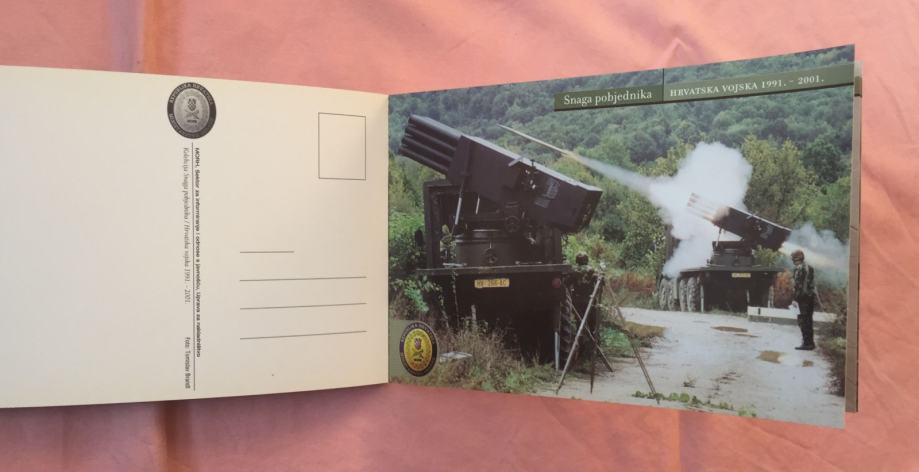 MORH, Sektor za informiranje i odnose s javnošću, Uprava za nakladništvo
Foto: Tomislav Brandt
Kolekcija Snaga pobjednika / Hrvatska vojska 1991. - 2001.
Snaga pobjednika
HRVATSKA VOJSKA 1991. – 2001.